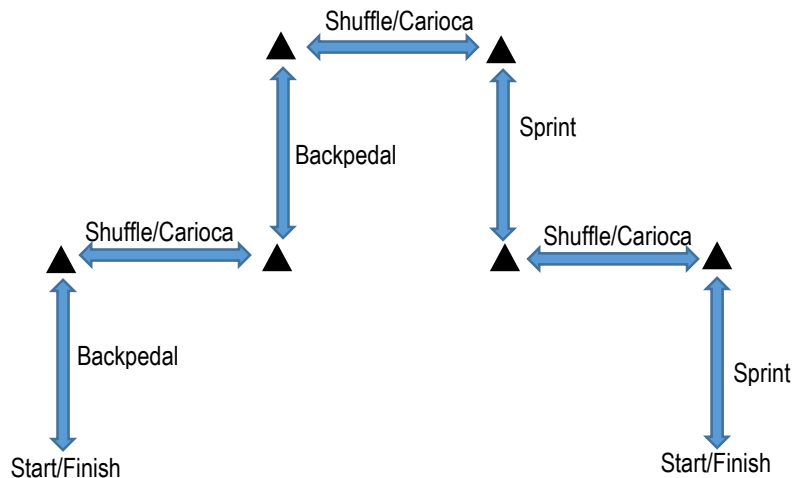 Shuffle/Carioca
Sprint
Backpedal
Shuffle/Carioca
Shuffle/Carioca
Backpedal
Sprint
Start/Finish
Start/Finish